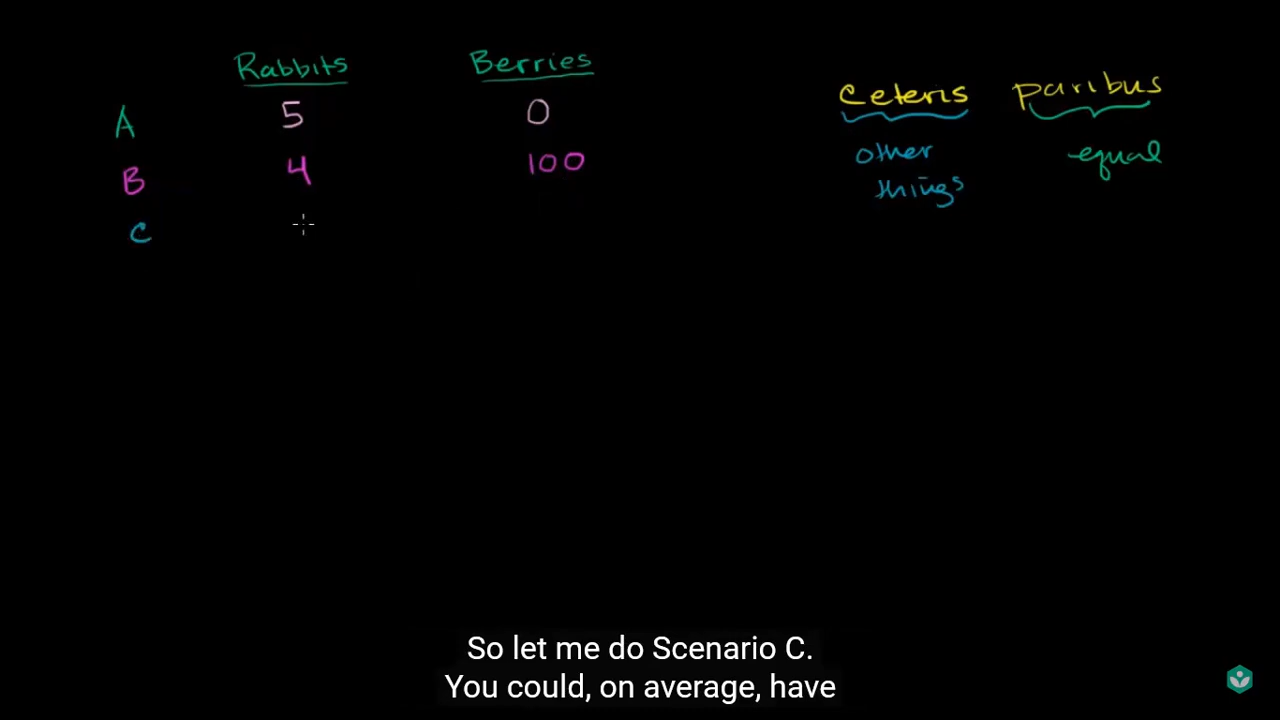 Rabbits Berries
A 5 0
B 4 100
C
Ceteris paribus
other equal
things
So let me do Scenario C.
You could, on average, have